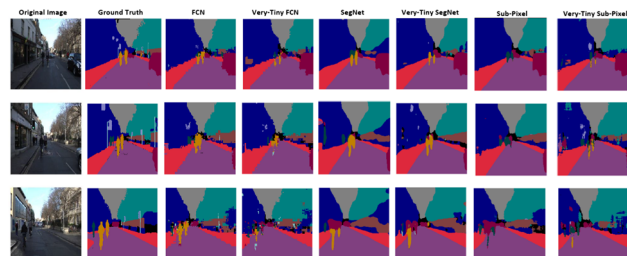 Original Image Ground Truth FCN Very-Tiny FCN SegNet Very-Tiny SegNet Sub-Pixel Very-Tiny Sub-Pixel